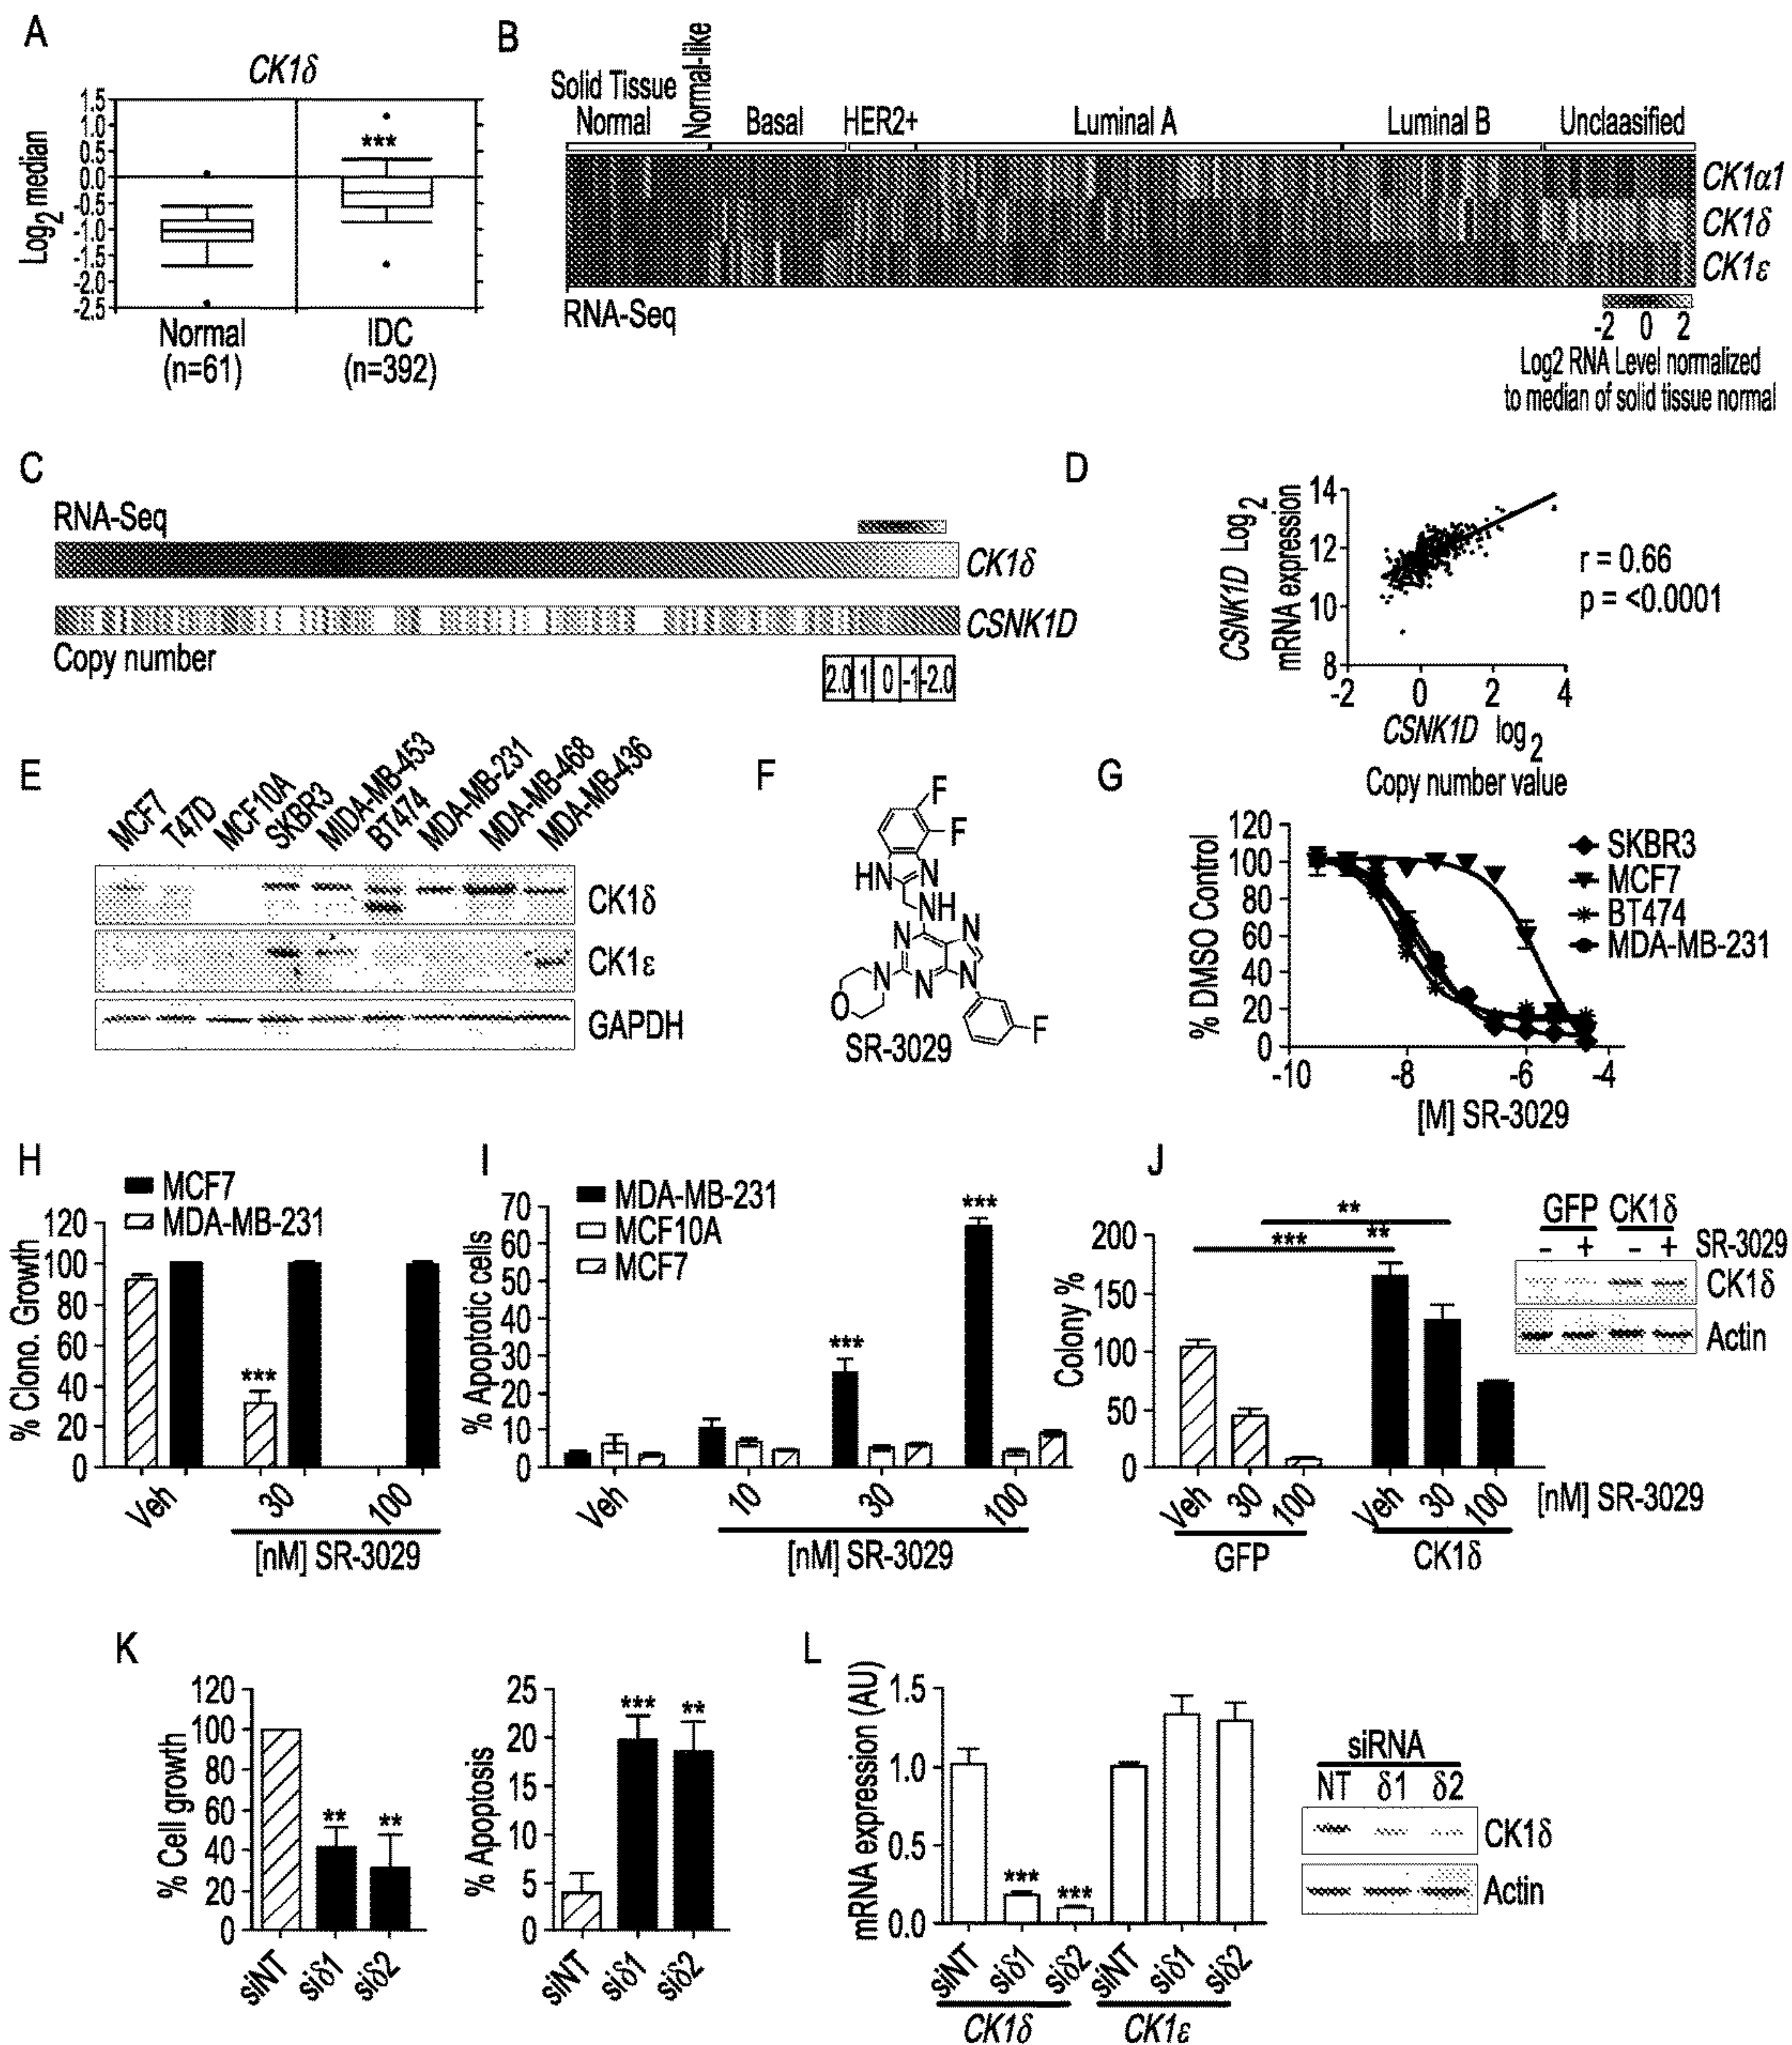 A
CK1δ
Log2 median
1.5
1.0
0.5
0.0
-0.5
-1.0
-1.5
-2.0
-2.5
***
Normal
(n=61)
IDC
(n=392)
B
Solid Tissue
Normal
Normal-like
Basal
HER2+
Luminal A
Luminal B
Unclaasified
CK1α1
CK1δ
CK1ε
RNA-Seq
-2 0 2
Log2 RNA Level normalized
to median of solid tissue normal
C
RNA-Seq
CK1δ
CSNK1D
Copy number
2.0 1 0 -1 -2.0
D
CSNK1D Log2
mRNA expression
14
12
10
8
-2 0 2 4
r = 0.66
p = <0.0001
CSNK1D log2
Copy number value
E
MCF7
T47D
MCF10A
SKBR3
MIDA-MB-453
BT474
MDA-MB-231
MDA-MB-468
MDA-MB-436
CK1δ
CK1ε
GAPDH
F
F
F
HN
N
NH
N
N
N
N
N
O
F
SR-3029
G
% DMSO Control
120
100
80
60
40
20
0
-10 -8 -6 -4
[M] SR-3029
SKBR3
MCF7
BT474
MDA-MB-231
H
MCF7
MDA-MB-231
% Clono. Growth
120
100
80
60
40
20
0
***
Veh 30 100
[nM] SR-3029
I
MDA-MB-231
MCF10A
MCF7
% Apoptotic cells
70
60
50
40
30
20
10
0
***
***
Veh 10 30 100
[nM] SR-3029
J
Colony %
200
150
100
50
0
**
*** **
Veh 30 100 Veh 30 100 [nM] SR-3029
GFP CK1δ
GFP CK1δ
- + - + SR-3029
CK1δ
Actin
K
% Cell growth
120
100
80
60
40
20
0
** **
siNT siδ1 siδ2
% Apoptosis
25
20
15
10
5
0
*** **
siNT siδ1 siδ2
L
mRNA expression (AU)
1.5
1.0
0.5
0.0
*** ***
siNT siδ1 siδ2 siNT siδ1 siδ2
CK1δ CK1ε
siRNA
NT δ1 δ2
CK1δ
Actin